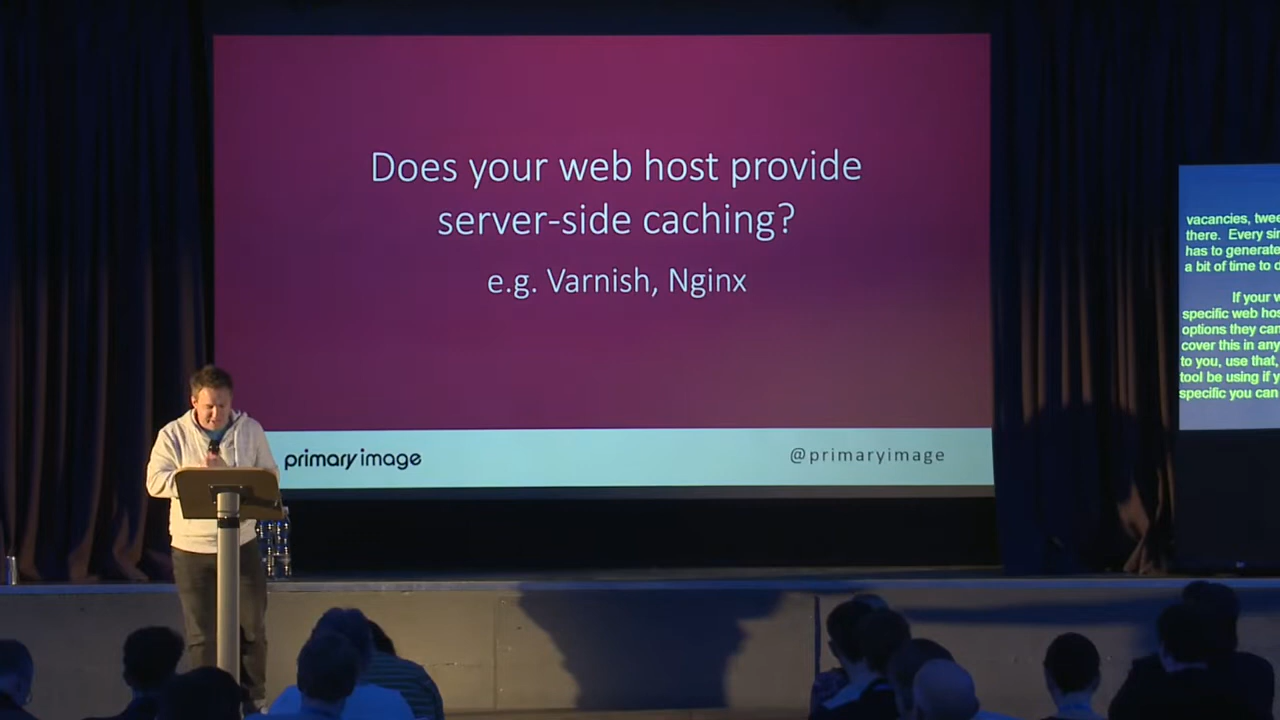 Does your web host provide
server-side caching?
e.g. Varnish, Nginx
primary image
@primaryimage
vacancies, twee
there. Every sin
has to generate
a bit of time to d
If your w
specific web hos
options they can
cover this in any
to you, use that,
tool be using if y
specific you can